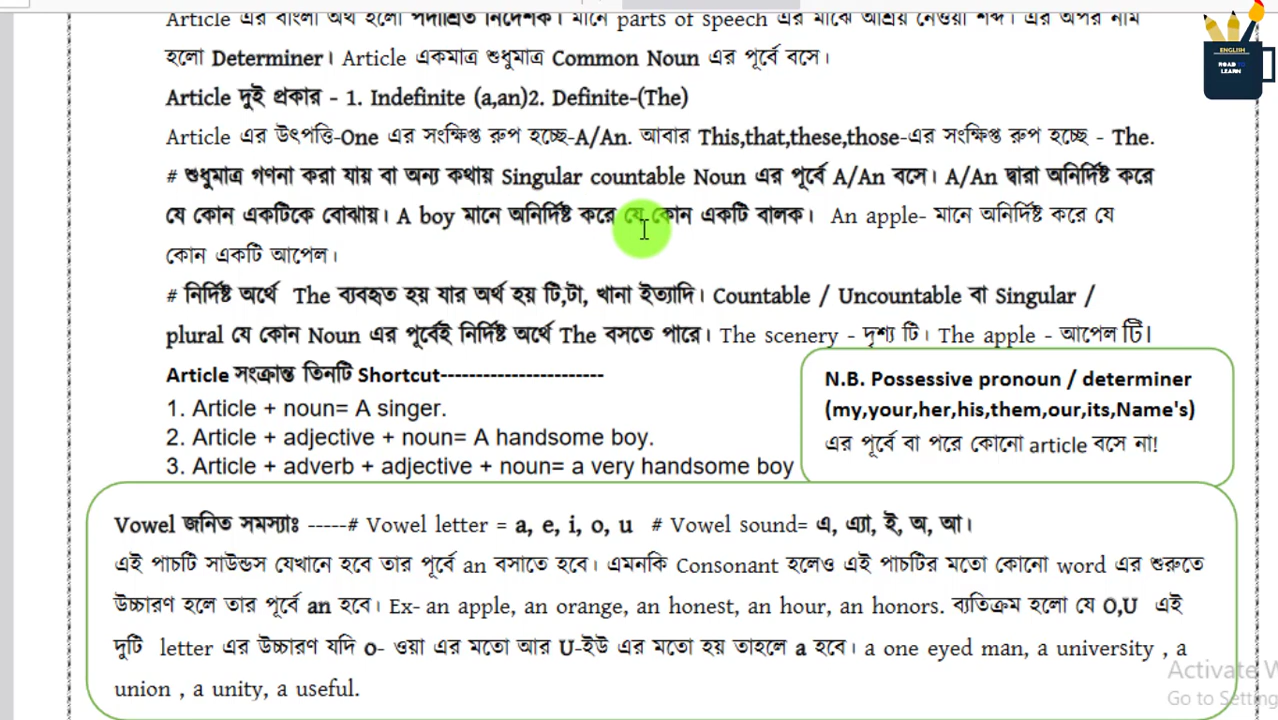 Article এর বাংলা অর্থ হলো পদাশ্রিত নির্দেশক। মানে parts of speech এর মাঝে আশ্রয় নেওয়া শব্দ। এর অপর নাম
হলো Determiner। Article একমাত্র শুধুমাত্র Common Noun এর পূর্বে বসে।
Article দুই প্রকার - 1. Indefinite (a,an)2. Definite-(The)
Article এর উৎপত্তি-One এর সংক্ষিপ্ত রুপ হচ্ছে-A/An. আবার This,that,these,those-এর সংক্ষিপ্ত রুপ হচ্ছে - The.
# শুধুমাত্র গণনা করা যায় বা অন্য কথায় Singular countable Noun এর পূর্বে A/An বসে। A/An দ্বারা অনির্দিষ্ট করে
যে কোন একটিকে বোঝায়। A boy মানে অনির্দিষ্ট করে যে কোন একটি বালক। An apple- মানে অনির্দিষ্ট করে যে
কোন একটি আপেল।
# নির্দিষ্ট অর্থে The ব্যবহৃত হয় যার অর্থ হয় টি,টা, খানা ইত্যাদি। Countable / Uncountable বা Singular /
plural যে কোন Noun এর পূর্বেই নির্দিষ্ট অর্থে The বসতে পারে। The scenery - দৃশ্য টি। The apple - আপেল টি।
Article সংক্রান্ত তিনটি Shortcut-----------------------
1. Article + noun= A singer.
2. Article + adjective + noun= A handsome boy.
3. Article + adverb + adjective + noun= a very handsome boy
N.B. Possessive pronoun / determiner
(my,your,her,his,them,our,its,Name's)
এর পূর্বে বা পরে কোনো article বসে না!
Vowel জনিত সমস্যাঃ -----# Vowel letter = a, e, i, o, u # Vowel sound= এ, এ্যা, ই, অ, আ।
এই পাচটি সাউন্ডস যেখানে হবে তার পূর্বে an বসাতে হবে। এমনকি Consonant হলেও এই পাচটির মতো কোনো word এর শুরুতে
উচ্চারণ হলে তার পূর্বে an হবে। Ex- an apple, an orange, an honest, an hour, an honors. ব্যতিক্রম হলো যে O,U এই
দুটি letter এর উচ্চারণ যদি o- ওয়া এর মতো আর U-ইউ এর মতো হয় তাহলে a হবে। a one eyed man, a university , a
union , a unity, a useful.
ENGLISH
ROAD TO
LEARN
Activate W
Go to Setting